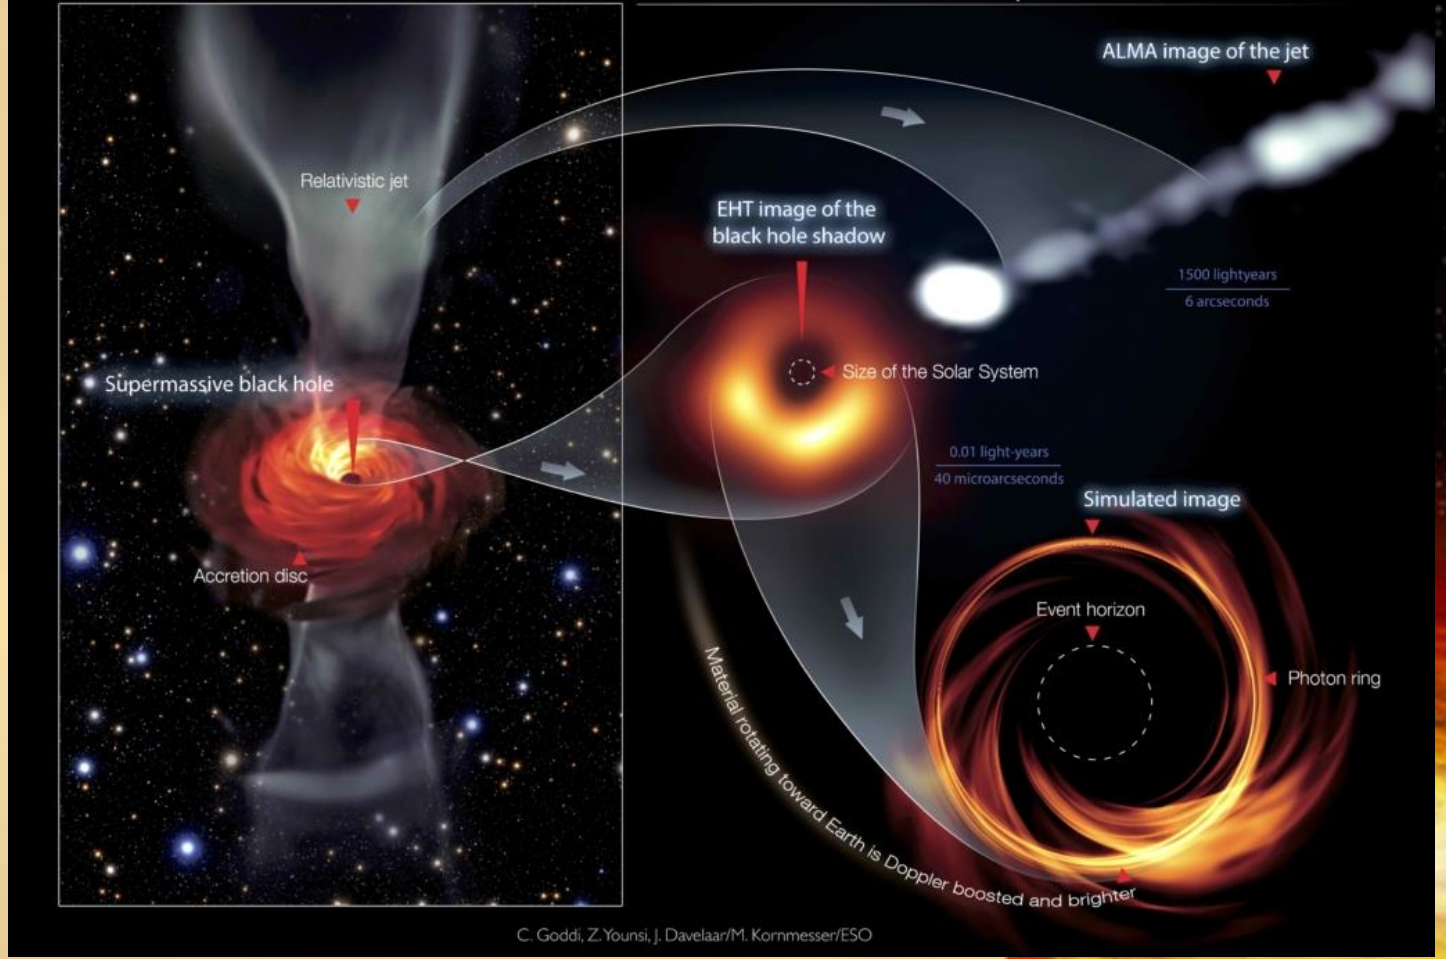 Relativistic jet
Supermassive black hole
Accretion disc
ALMA image of the jet
EHT image of the
black hole shadow
1500 lightyears
6 arcseconds
Size of the Solar System
0.01 light-years
40 microarcseconds
Simulated image
Event horizon
Photon ring
Material rotating toward Earth is Doppler boosted and brighter
C. Goddi, Z. Younsi, J. Davelaar/M. Kornmesser/ESO